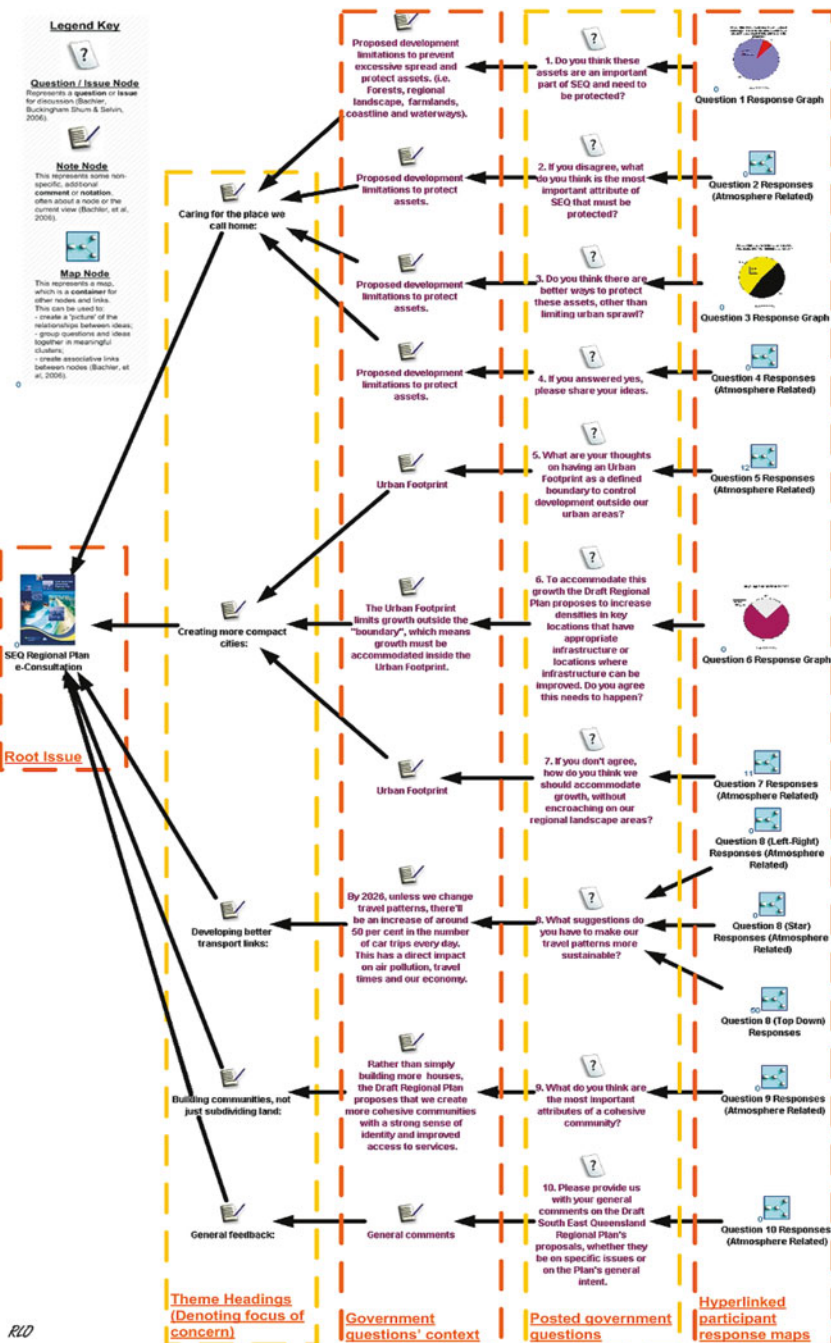 Legend Key
Question / Issue Node
Represents a question or issue
for discussion (Bachler,
Buckingham Shum & Selvin,
2006).
Note Node
This represents some non-
specific, additional
comment or notation,
often about a node or the
current view (Bachler, et al,
2006).
Map Node
This represents a map,
which is a container for
other nodes and links.
This can be used to:
- create a 'picture' of the
relationships between ideas;
- group questions and ideas
together in meaningful
clusters;
- create associative links
between nodes (Bachler, et
al, 2006).
0
0
SEQ Regional Plan
e-Consultation
Root Issue
Caring for the place we
call home:
Creating more compact
cities:
Developing better
transport links:
Building communities, not
just subdividing land:
General feedback:
Theme Headings
(Denoting focus of
concern)
Proposed development
limitations to prevent
excessive spread and
protect assets. (i.e.
Forests, regional
landscape, farmlands,
coastline and waterways).
Proposed development
limitations to protect
assets.
Proposed development
limitations to protect
assets.
Proposed development
limitations to protect
assets.
Urban Footprint
The Urban Footprint
limits growth outside the
"boundary", which means
growth must be
accommodated inside the
Urban Footprint.
Urban Footprint
By 2026, unless we change
travel patterns, there'll
be an increase of around
50 per cent in the number
of car trips every day.
This has a direct impact
on air pollution, travel
times and our economy.
Rather than simply
building more houses,
the Draft Regional Plan
proposes that we create
more cohesive communities
with a strong sense of
identity and improved
access to services.
General comments
Government
questions' context
1. Do you think these
assets are an important
part of SEQ and need to
be protected?
2. If you disagree, what
do you think is the most
important attribute of
SEQ that must be
protected?
3. Do you think there are
better ways to protect
these assets, other than
limiting urban sprawl?
4. If you answered yes,
please share your ideas.
5. What are your thoughts
on having an Urban
Footprint as a defined
boundary to control
development outside our
urban areas?
6. To accommodate this
growth the Draft Regional
Plan proposes to increase
densities in key
locations that have
appropriate
infrastructure or
locations where
infrastructure can be
improved. Do you agree
this needs to happen?
7. If you don't agree,
how do you think we
should accommodate
growth, without
encroaching on our
regional landscape areas?
8. What suggestions do
you have to make our
travel patterns more
sustainable?
9. What do you think are
the most important
attributes of a cohesive
community?
10. Please provide us
with your general
comments on the Draft
South East Queensland
Regional Plan's
proposals, whether they
be on specific issues or
on the Plan's general
intent.
Posted government
questions
0
Question 1 Response Graph
0
Question 2 Responses
(Atmosphere Related)
0
Question 3 Response Graph
0
Question 4 Responses
(Atmosphere Related)
12
Question 5 Responses
(Atmosphere Related)
0
Question 6 Response Graph
11
Question 7 Responses
(Atmosphere Related)
0
Question 8 (Left-Right)
Responses (Atmosphere
Related)
0
Question 8 (Star)
Responses (Atmosphere
Related)
50
Question 8 (Top Down)
Responses
0
Question 9 Responses
(Atmosphere Related)
0
Question 10 Responses
(Atmosphere Related)
Hyperlinked
participant
response maps
RLD